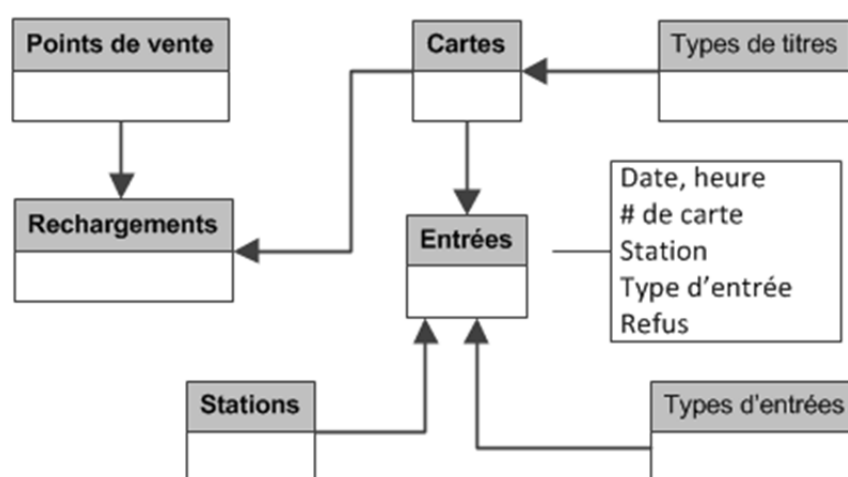 Points de vente
Cartes
Types de titres
Rechargements
Entrées
Date, heure
# de carte
Station
Type d’entrée
Refus
Stations
Types d’entrées